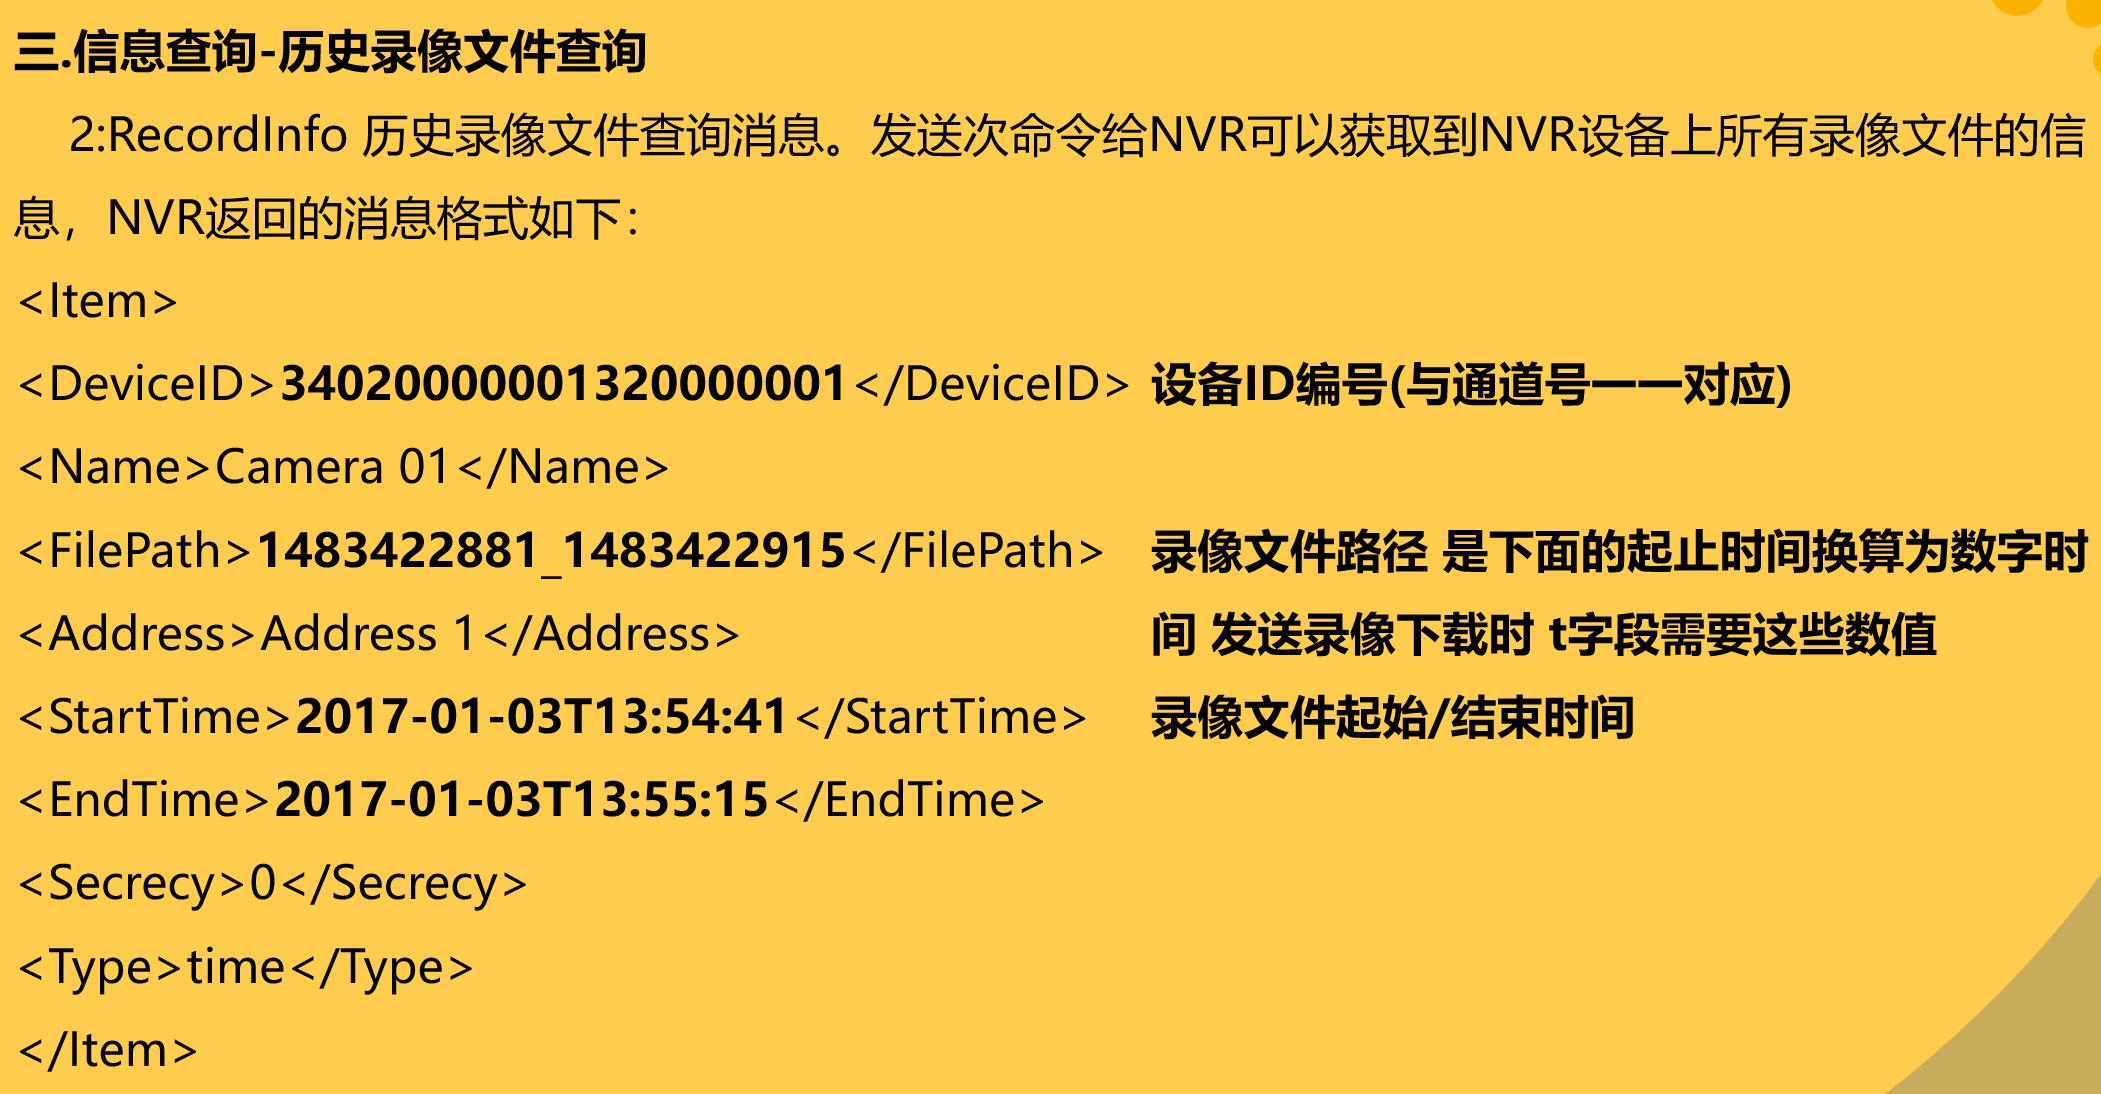 三.信息查询-历史录像文件查询
2:RecordInfo 历史录像文件查询消息。发送次命令给NVR可以获取到NVR设备上所有录像文件的信
息，NVR返回的消息格式如下：
<Item>
<DeviceID>34020000001320000001</DeviceID> 设备ID编号(与通道号一一对应)
<Name>Camera 01</Name>
<FilePath>1483422881_1483422915</FilePath> 录像文件路径 是下面的起止时间换算为数字时
<Address>Address 1</Address> 间 发送录像下载时 t字段需要这些数值
<StartTime>2017-01-03T13:54:41</StartTime> 录像文件起始/结束时间
<EndTime>2017-01-03T13:55:15</EndTime>
<Secrecy>0</Secrecy>
<Type>time</Type>
</Item>